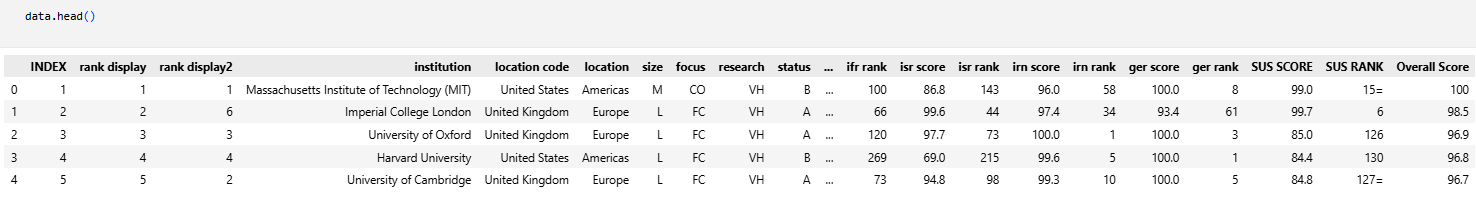 data.head()
INDEX rank display rank display2 institution location code location size focus research status ... ifr rank isr score isr rank irn score irn rank ger score ger rank SUS SCORE SUS RANK Overall Score
0 1 1 1 Massachusetts Institute of Technology (MIT) United States Americas M CO VH B ... 100 86.8 143 96.0 58 100.0 8 99.0 15= 100
1 2 2 6 Imperial College London United Kingdom Europe L FC VH A ... 66 99.6 44 97.4 34 93.4 61 99.7 6 98.5
2 3 3 3 University of Oxford United Kingdom Europe L FC VH A ... 120 97.7 73 100.0 1 100.0 3 85.0 126 96.9
3 4 4 4 Harvard University United States Americas L FC VH B ... 269 69.0 215 99.6 5 100.0 1 84.4 130 96.8
4 5 5 2 University of Cambridge United Kingdom Europe L FC VH A ... 73 94.8 98 99.3 10 100.0 5 84.8 127= 96.7